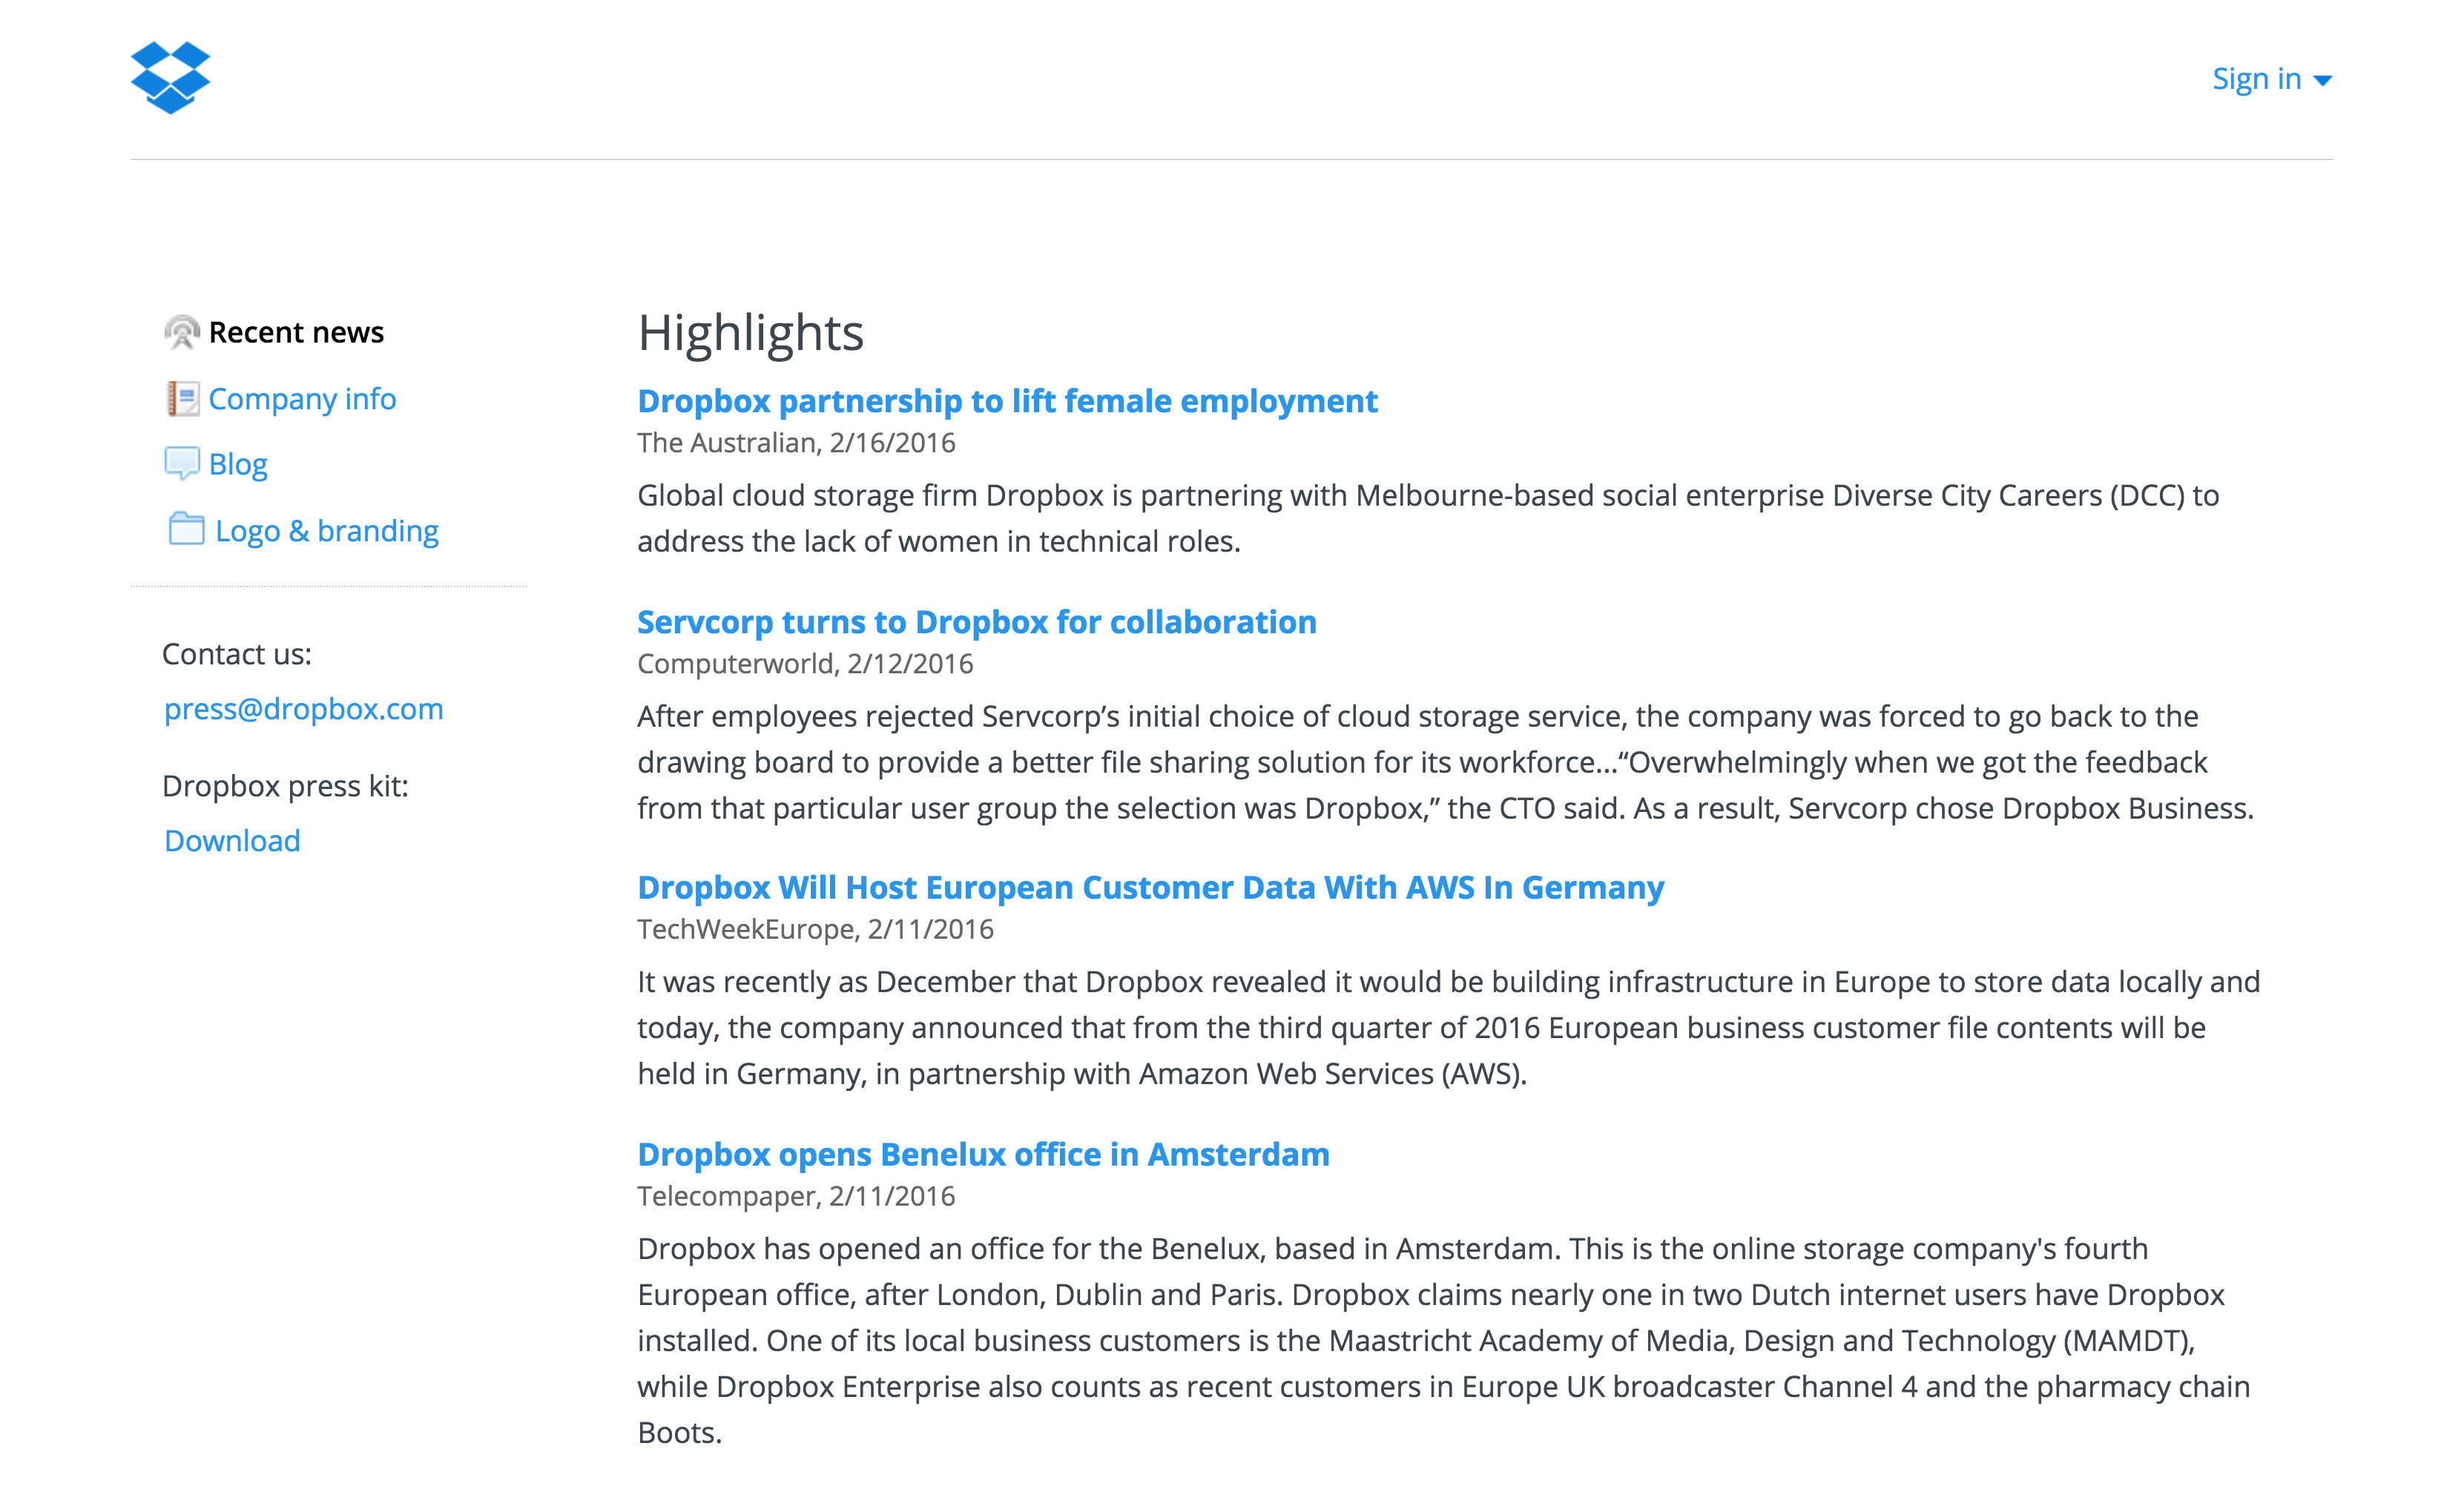 Sign in
Recent news
Company info
Blog
Logo & branding
Contact us:
press@dropbox.com
Dropbox press kit:
Download
Highlights
Dropbox partnership to lift female employment
The Australian, 2/16/2016
Global cloud storage firm Dropbox is partnering with Melbourne-based social enterprise Diverse City Careers (DCC) to
address the lack of women in technical roles.
Servcorp turns to Dropbox for collaboration
Computerworld, 2/12/2016
After employees rejected Servcorp’s initial choice of cloud storage service, the company was forced to go back to the
drawing board to provide a better file sharing solution for its workforce...“Overwhelmingly when we got the feedback
from that particular user group the selection was Dropbox,” the CTO said. As a result, Servcorp chose Dropbox Business.
Dropbox Will Host European Customer Data With AWS In Germany
TechWeekEurope, 2/11/2016
It was recently as December that Dropbox revealed it would be building infrastructure in Europe to store data locally and
today, the company announced that from the third quarter of 2016 European business customer file contents will be
held in Germany, in partnership with Amazon Web Services (AWS).
Dropbox opens Benelux office in Amsterdam
Telecompaper, 2/11/2016
Dropbox has opened an office for the Benelux, based in Amsterdam. This is the online storage company's fourth
European office, after London, Dublin and Paris. Dropbox claims nearly one in two Dutch internet users have Dropbox
installed. One of its local business customers is the Maastricht Academy of Media, Design and Technology (MAMDT),
while Dropbox Enterprise also counts as recent customers in Europe UK broadcaster Channel 4 and the pharmacy chain
Boots.